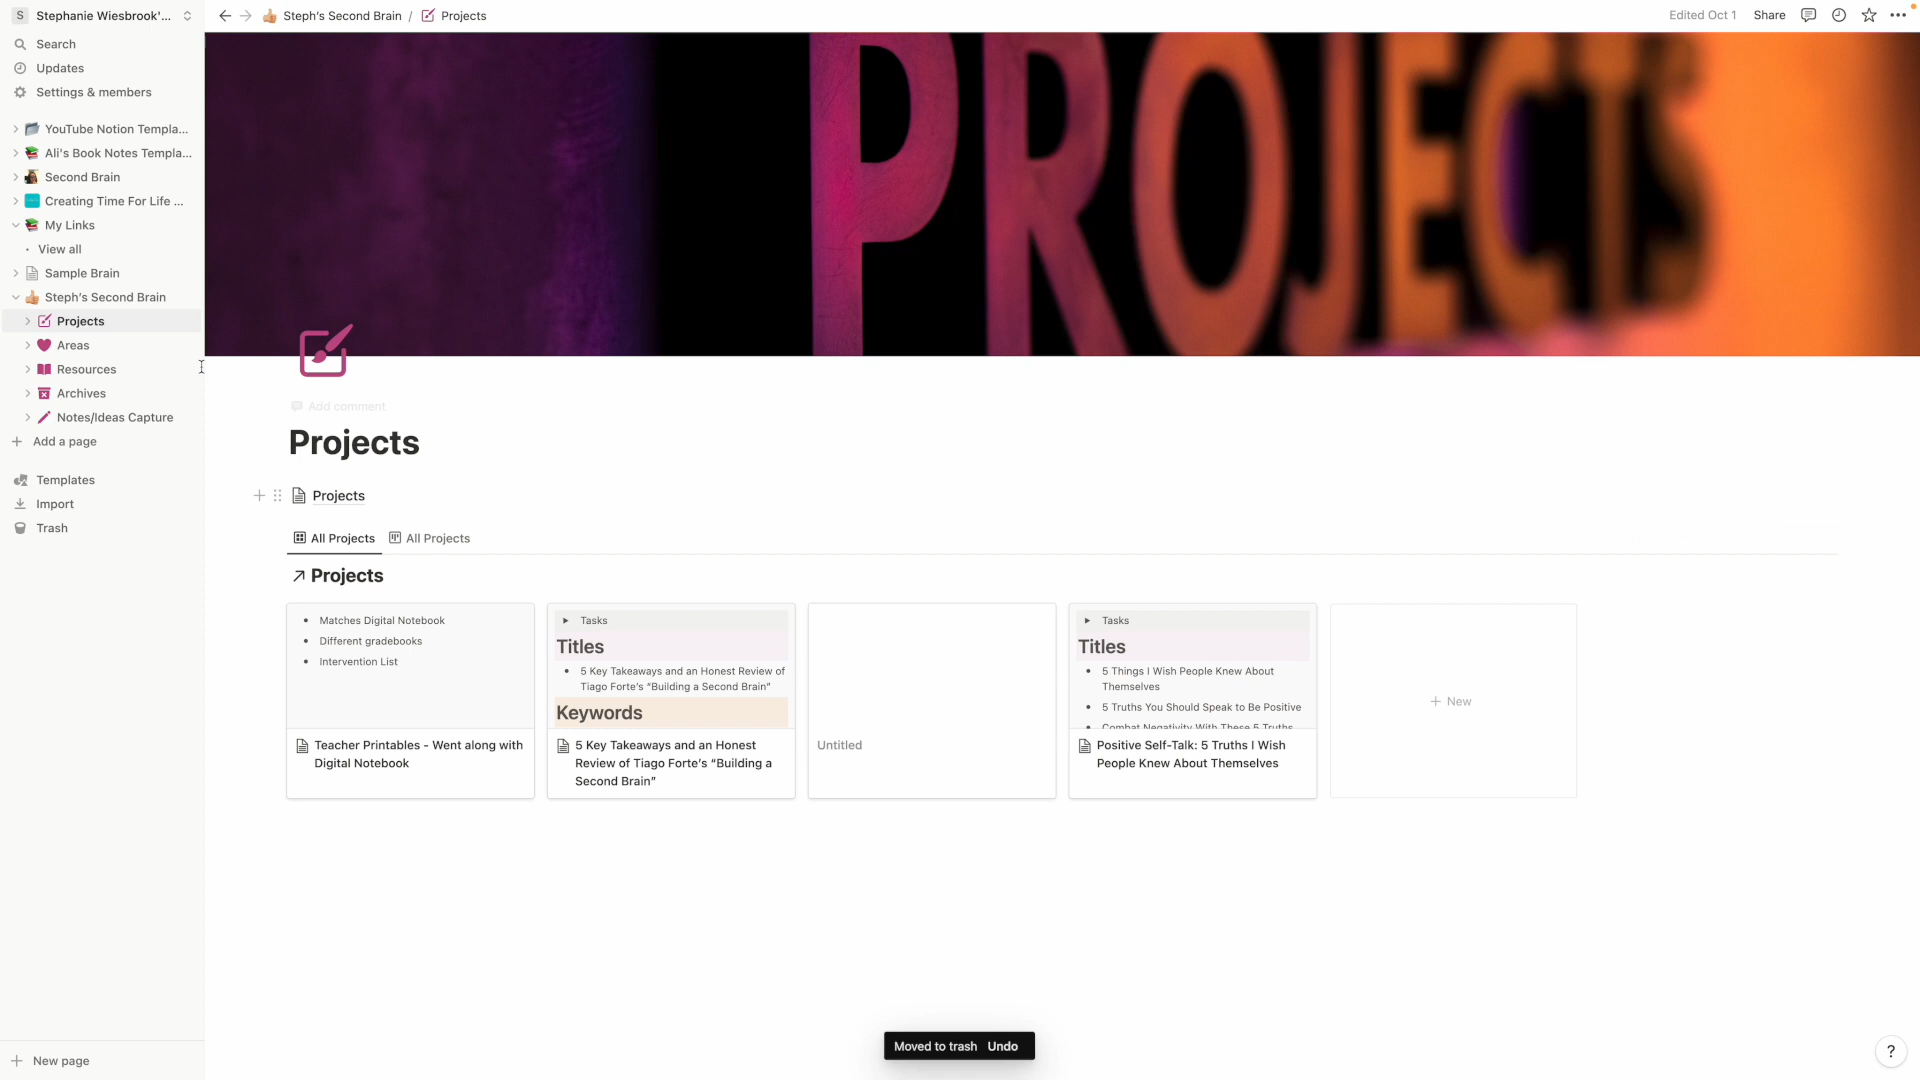 S Stephanie Wiesbrook'...
Steph's Second Brain / Projects
Edited Oct 1 Share
Search
Updates
Settings & members
YouTube Notion Templa...
Ali's Book Notes Templa...
Second Brain
Creating Time For Life ...
My Links
View all
Sample Brain
Steph's Second Brain
Projects
Areas
Resources
Archives
Notes/Ideas Capture
Add a page
Templates
Import
Trash
New page
PROJECTS
Add comment
Projects
Projects
All Projects All Projects
Projects
Matches Digital Notebook
Different gradebooks
Intervention List
Teacher Printables - Went along with
Digital Notebook
Tasks
Titles
5 Key Takeaways and an Honest Review of
Tiago Forte's “Building a Second Brain”
Keywords
5 Key Takeaways and an Honest
Review of Tiago Forte's “Building a
Second Brain”
Untitled
Tasks
Titles
5 Things I Wish People Knew About
Themselves
5 Truths You Should Speak to Be Positive
Combat Negativity With These 5 Truths
Positive Self-Talk: 5 Truths I Wish
People Knew About Themselves
+ New
Moved to trash Undo
?